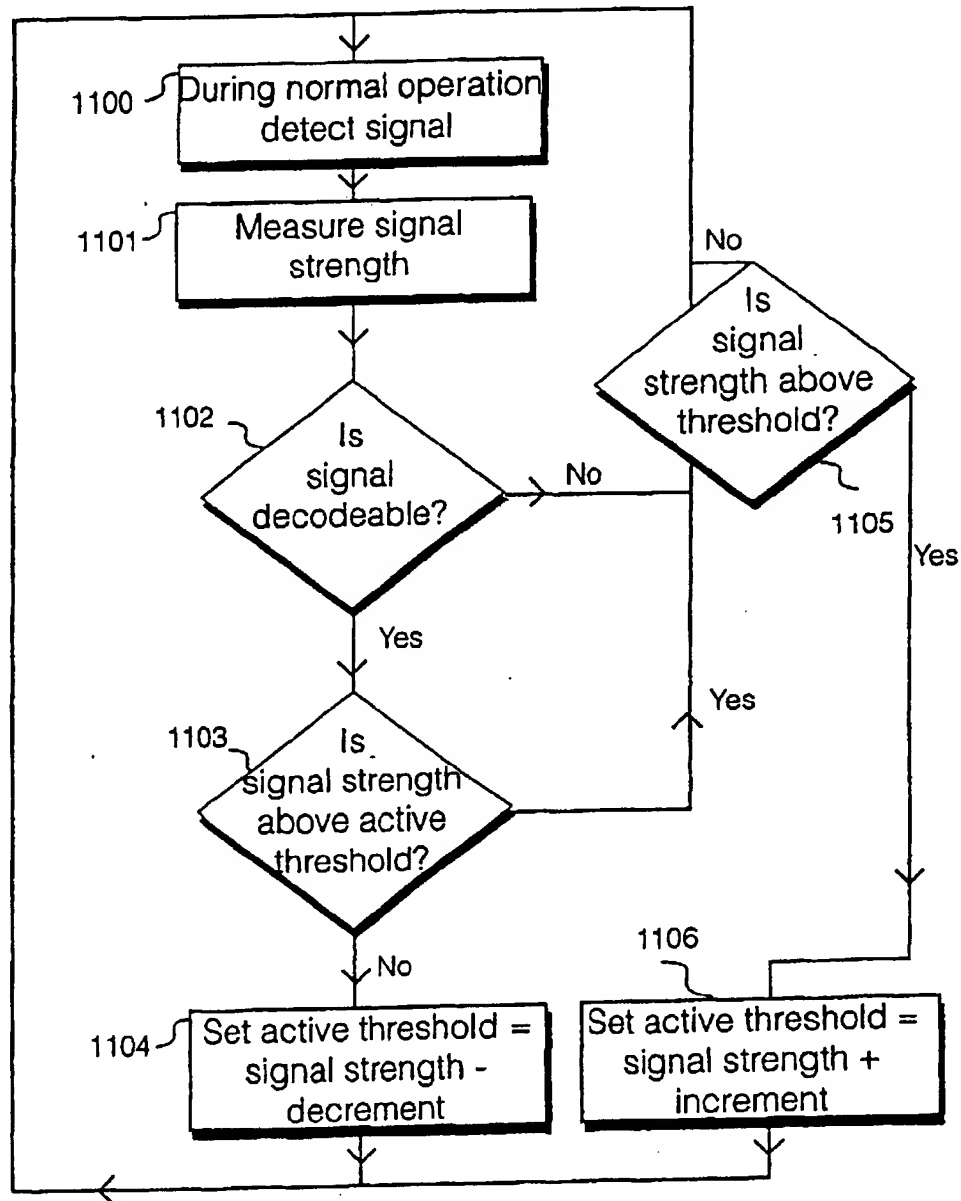 1100
During normal operation
detect signal
1101
Measure signal
strength
No
Is
signal
strength above
threshold?
1105
1102
Is
signal
decodeable?
No
Yes
Yes
1103
Is
signal strength
above active
threshold?
Yes
No
1104
Set active threshold =
signal strength -
decrement
1106
Set active threshold =
signal strength +
increment